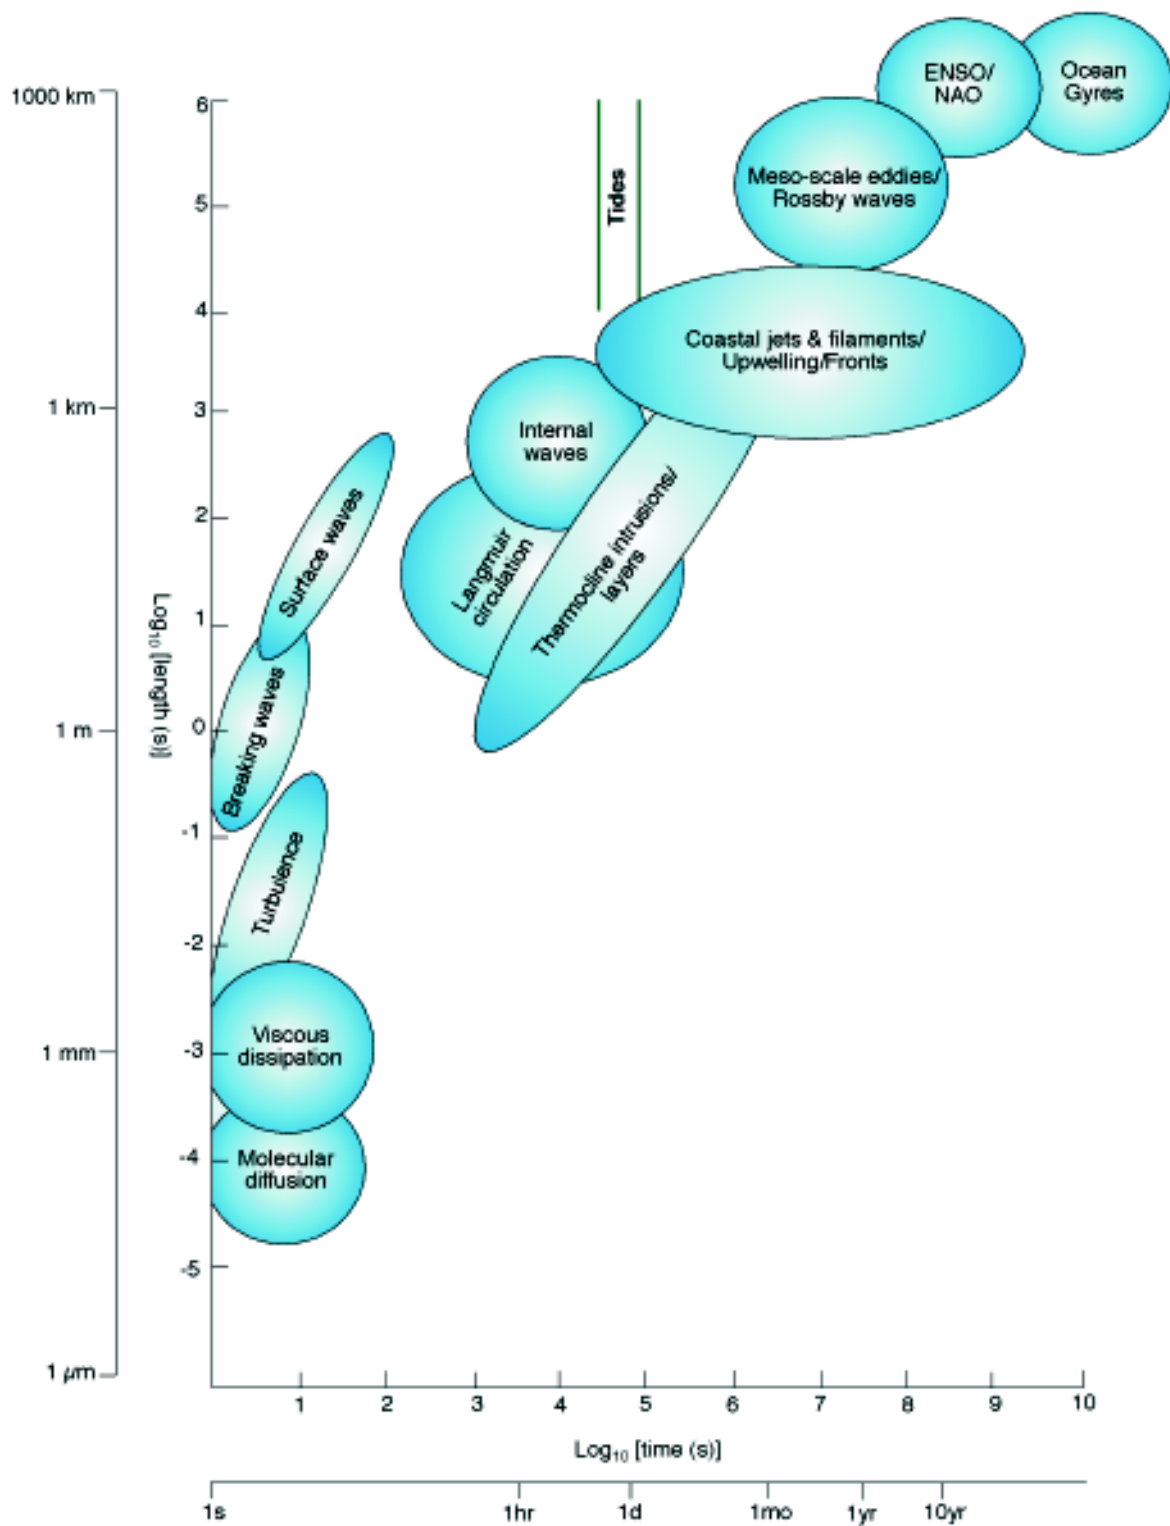 ENSO/
NAO
Ocean
Gyres
1000 km
6
Meso-scale eddies/
Rossby waves
Tides
5
4
Coastal jets & filaments/
Upwelling/Fronts
1 km
3
Internal
waves
2
Surface waves
Langmuir
circulation
Thermocline intrusions/
layers
1
Log₁₀ [length (s)]
1 m
0
Breaking waves
-1
Turbulence
-2
Viscous
dissipation
1 mm
-3
-4
Molecular
diffusion
-5
1 µm
1 2 3 4 5 6 7 8 9 10
Log₁₀ [time (s)]
1s 1hr 1d 1mo 1yr 10yr